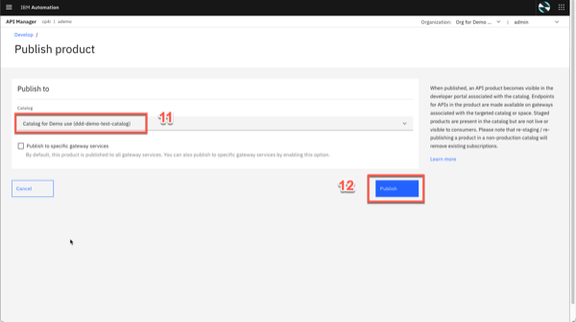 IBM Automation
API Manager cp4i / ademo Organization: Org for Demo ... admin
Develop /
Publish product
Publish to
Catalog
Catalog for Demo use (ddd-demo-test-catalog) 11
Publish to specific gateway services
By default, this product is published to all gateway services. You can also publish to specific gateway services by enabling this option.
Cancel
12 Publish
When published, an API product becomes visible in the
developer portal associated with the catalog. Endpoints
for APIs in the product are made available on gateways
associated with the targeted catalog or space. Staged
products are present in the catalog but are not live or
visible to consumers. Please note that re-staging / re-
publishing a product in a non-production catalog will
remove existing subscriptions.
Learn more